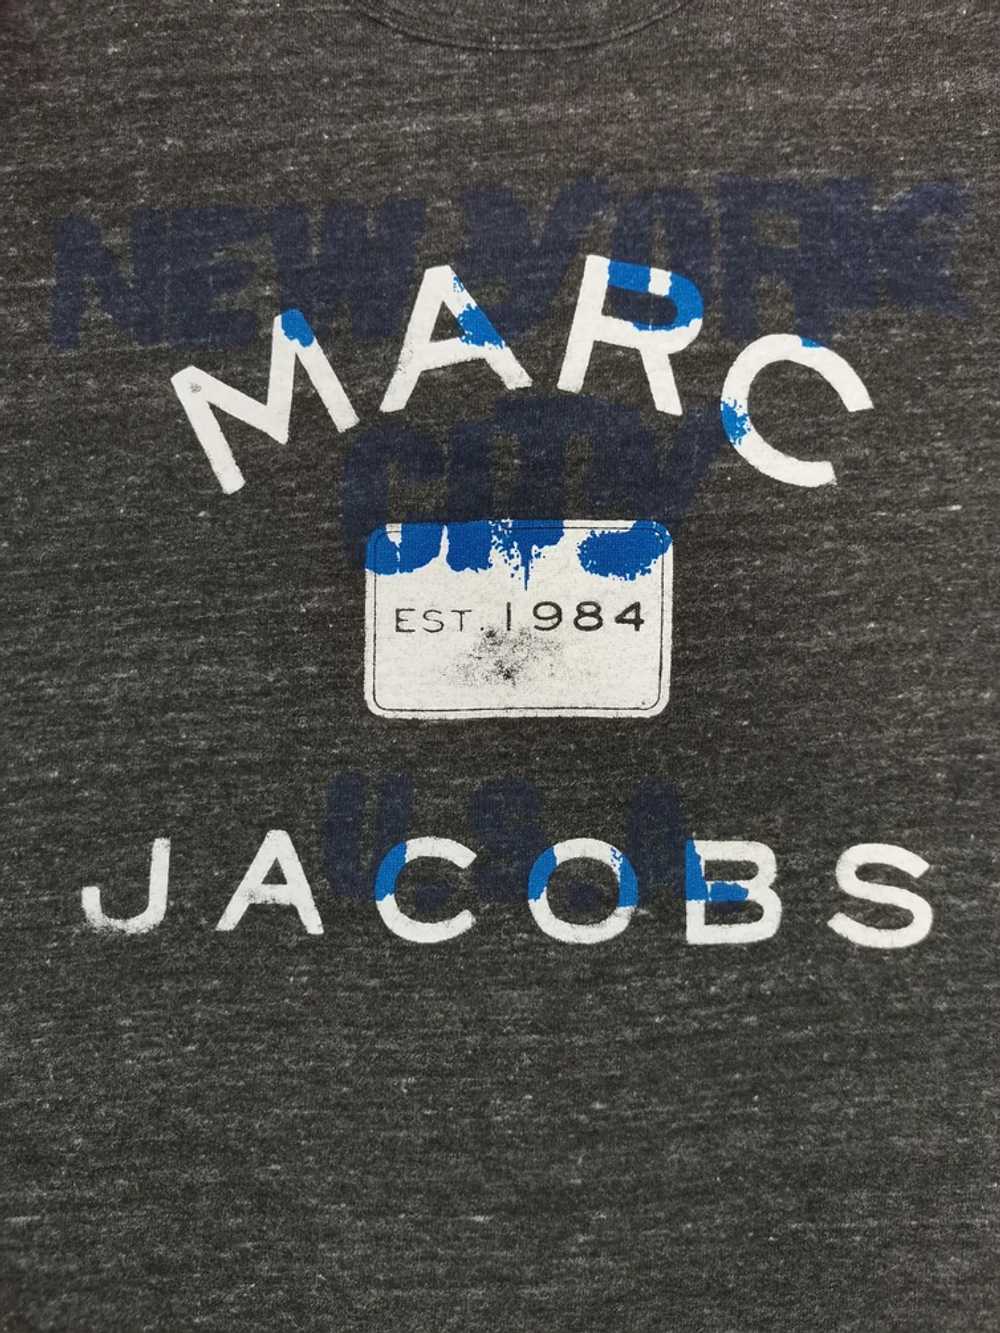 NEW YORK
MARC
CITY
EST. 1984
U.S.A
JACOBS